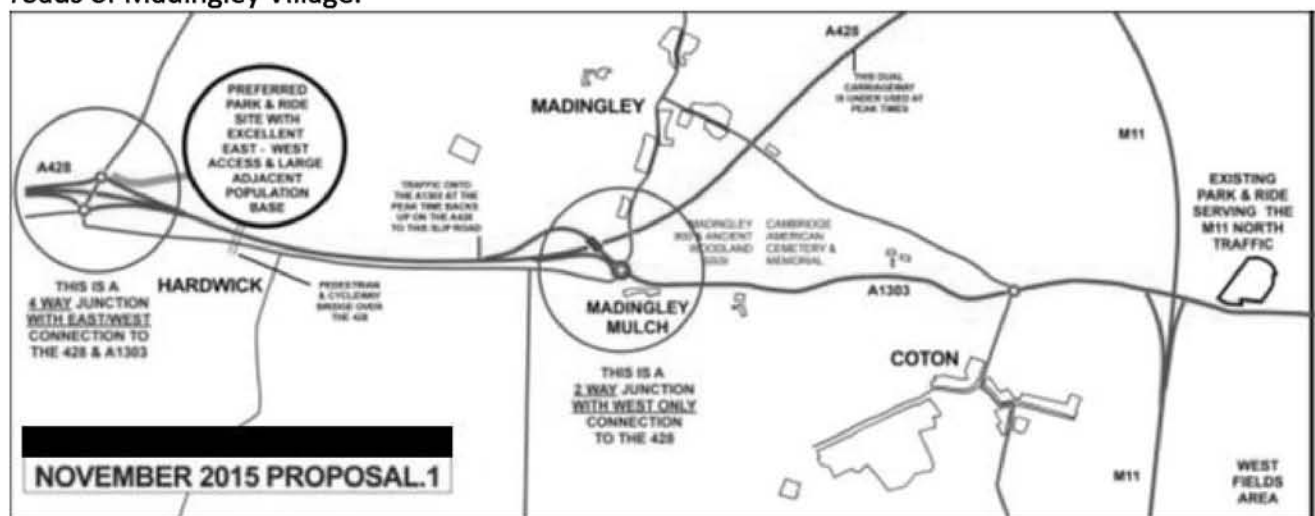 roads of Madingley Village.
A428
PREFERRED
PARK & RIDE
SITE WITH
EXCELLENT
EAST - WEST
ACCESS & LARGE
ADJACENT
POPULATION
BASE
THIS IS A
4 WAY JUNCTION
WITH EAST/WEST
CONNECTION TO
THE 428 & A1303
HARDWICK
PEDESTRIAN
& CYCLEWAY
BRIDGE OVER
THE 428
TRAFFIC ONTO
THE A1303 AT THE
PEAK TIME BACKS
UP ON THE A428
TO THIS SLIP ROAD
MADINGLEY
A428
THIS DUAL
CARRIAGEWAY
IS UNDER USED AT
PEAK TIMES
MADINGLEY
ANCIENT
WOODLAND
SSSI
CAMBRIDGE
AMERICAN
CEMETERY &
MEMORIAL
MADINGLEY
MULCH
THIS IS A
2 WAY JUNCTION
WITH WEST ONLY
CONNECTION
TO THE 428
A1303
COTON
M11
EXISTING
PARK & RIDE
SERVING THE
M11 NORTH
TRAFFIC
M11
WEST
FIELDS
AREA
NOVEMBER 2015 PROPOSAL.1